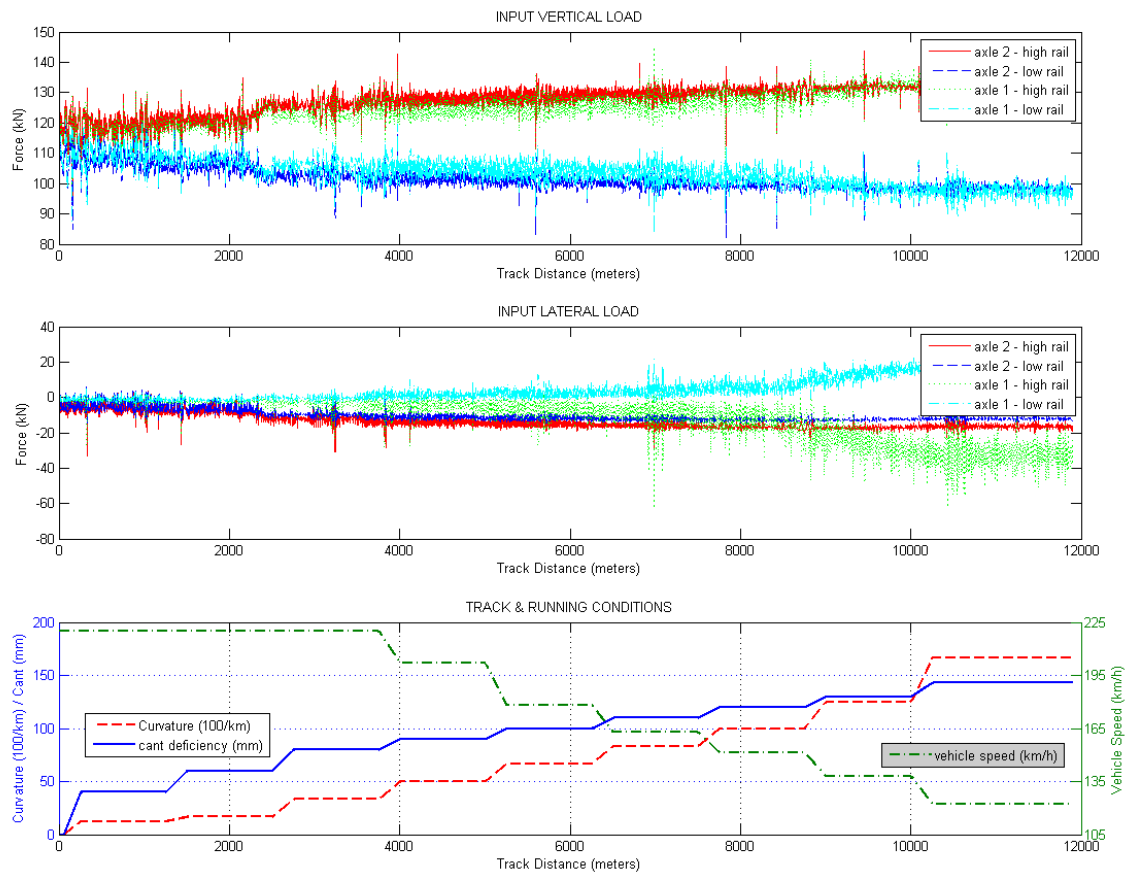 INPUT VERTICAL LOAD
150
140
130
120
110
100
90
80
Force (kN)
axle 2 - high rail
axle 2 - low rail
axle 1 - high rail
axle 1 - low rail
0
2000
4000
6000
8000
10000
12000
Track Distance (meters)
INPUT LATERAL LOAD
40
20
0
-20
-40
-60
-80
Force (kN)
axle 2 - high rail
axle 2 - low rail
axle 1 - high rail
axle 1 - low rail
0
2000
4000
6000
8000
10000
12000
Track Distance (meters)
TRACK & RUNNING CONDITIONS
200
150
100
50
0
Curvature (100/km) / Cant (mm)
Curvature (100/km)
cant deficiency (mm)
vehicle speed (km/h)
225
195
165
135
105
Vehicle Speed (km/h)
0
2000
4000
6000
8000
10000
12000
Track Distance (meters)